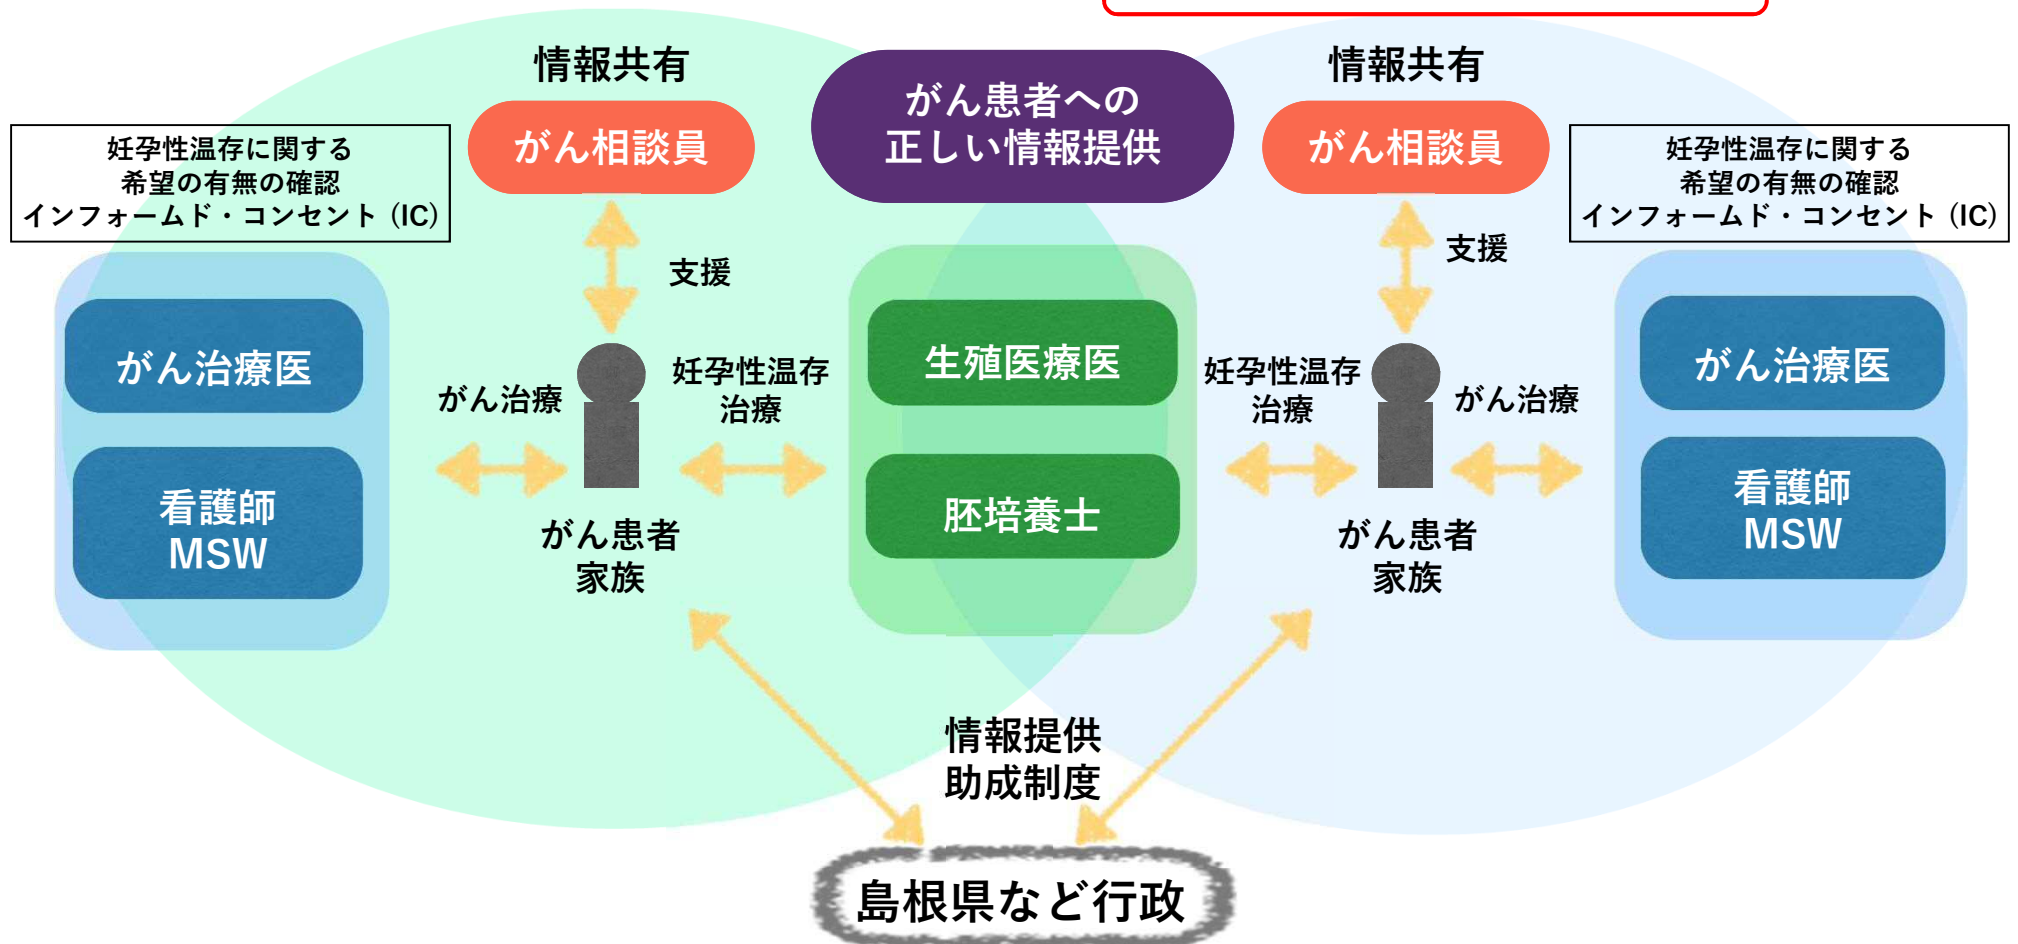 情報共有
がん相談員
がん患者への
正しい情報提供
情報共有
がん相談員
妊孕性温存に関する
希望の有無の確認
インフォームド・コンセント (IC)
妊孕性温存に関する
希望の有無の確認
インフォームド・コンセント (IC)
支援
支援
がん治療医
看護師
MSW
がん治療
妊孕性温存
治療
がん患者
家族
生殖医療医
胚培養士
妊孕性温存
治療
がん治療
がん患者
家族
がん治療医
看護師
MSW
情報提供
助成制度
島根県など行政